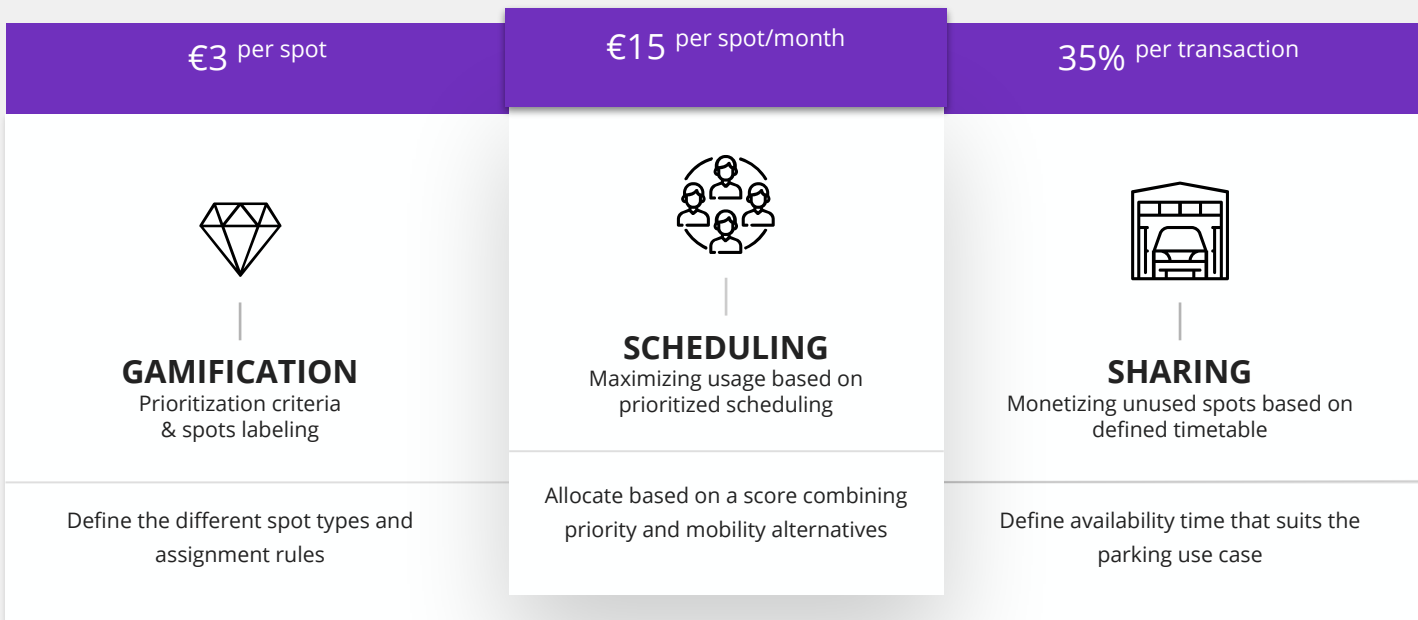 €3 per spot
GAMIFICATION
Prioritization criteria
& spots labeling
Define the different spot types and
assignment rules
€15 per spot/month
SCHEDULING
Maximizing usage based on
prioritized scheduling
Allocate based on a score combining
priority and mobility alternatives
35% per transaction
SHARING
Monetizing unused spots based on
defined timetable
Define availability time that suits the
parking use case